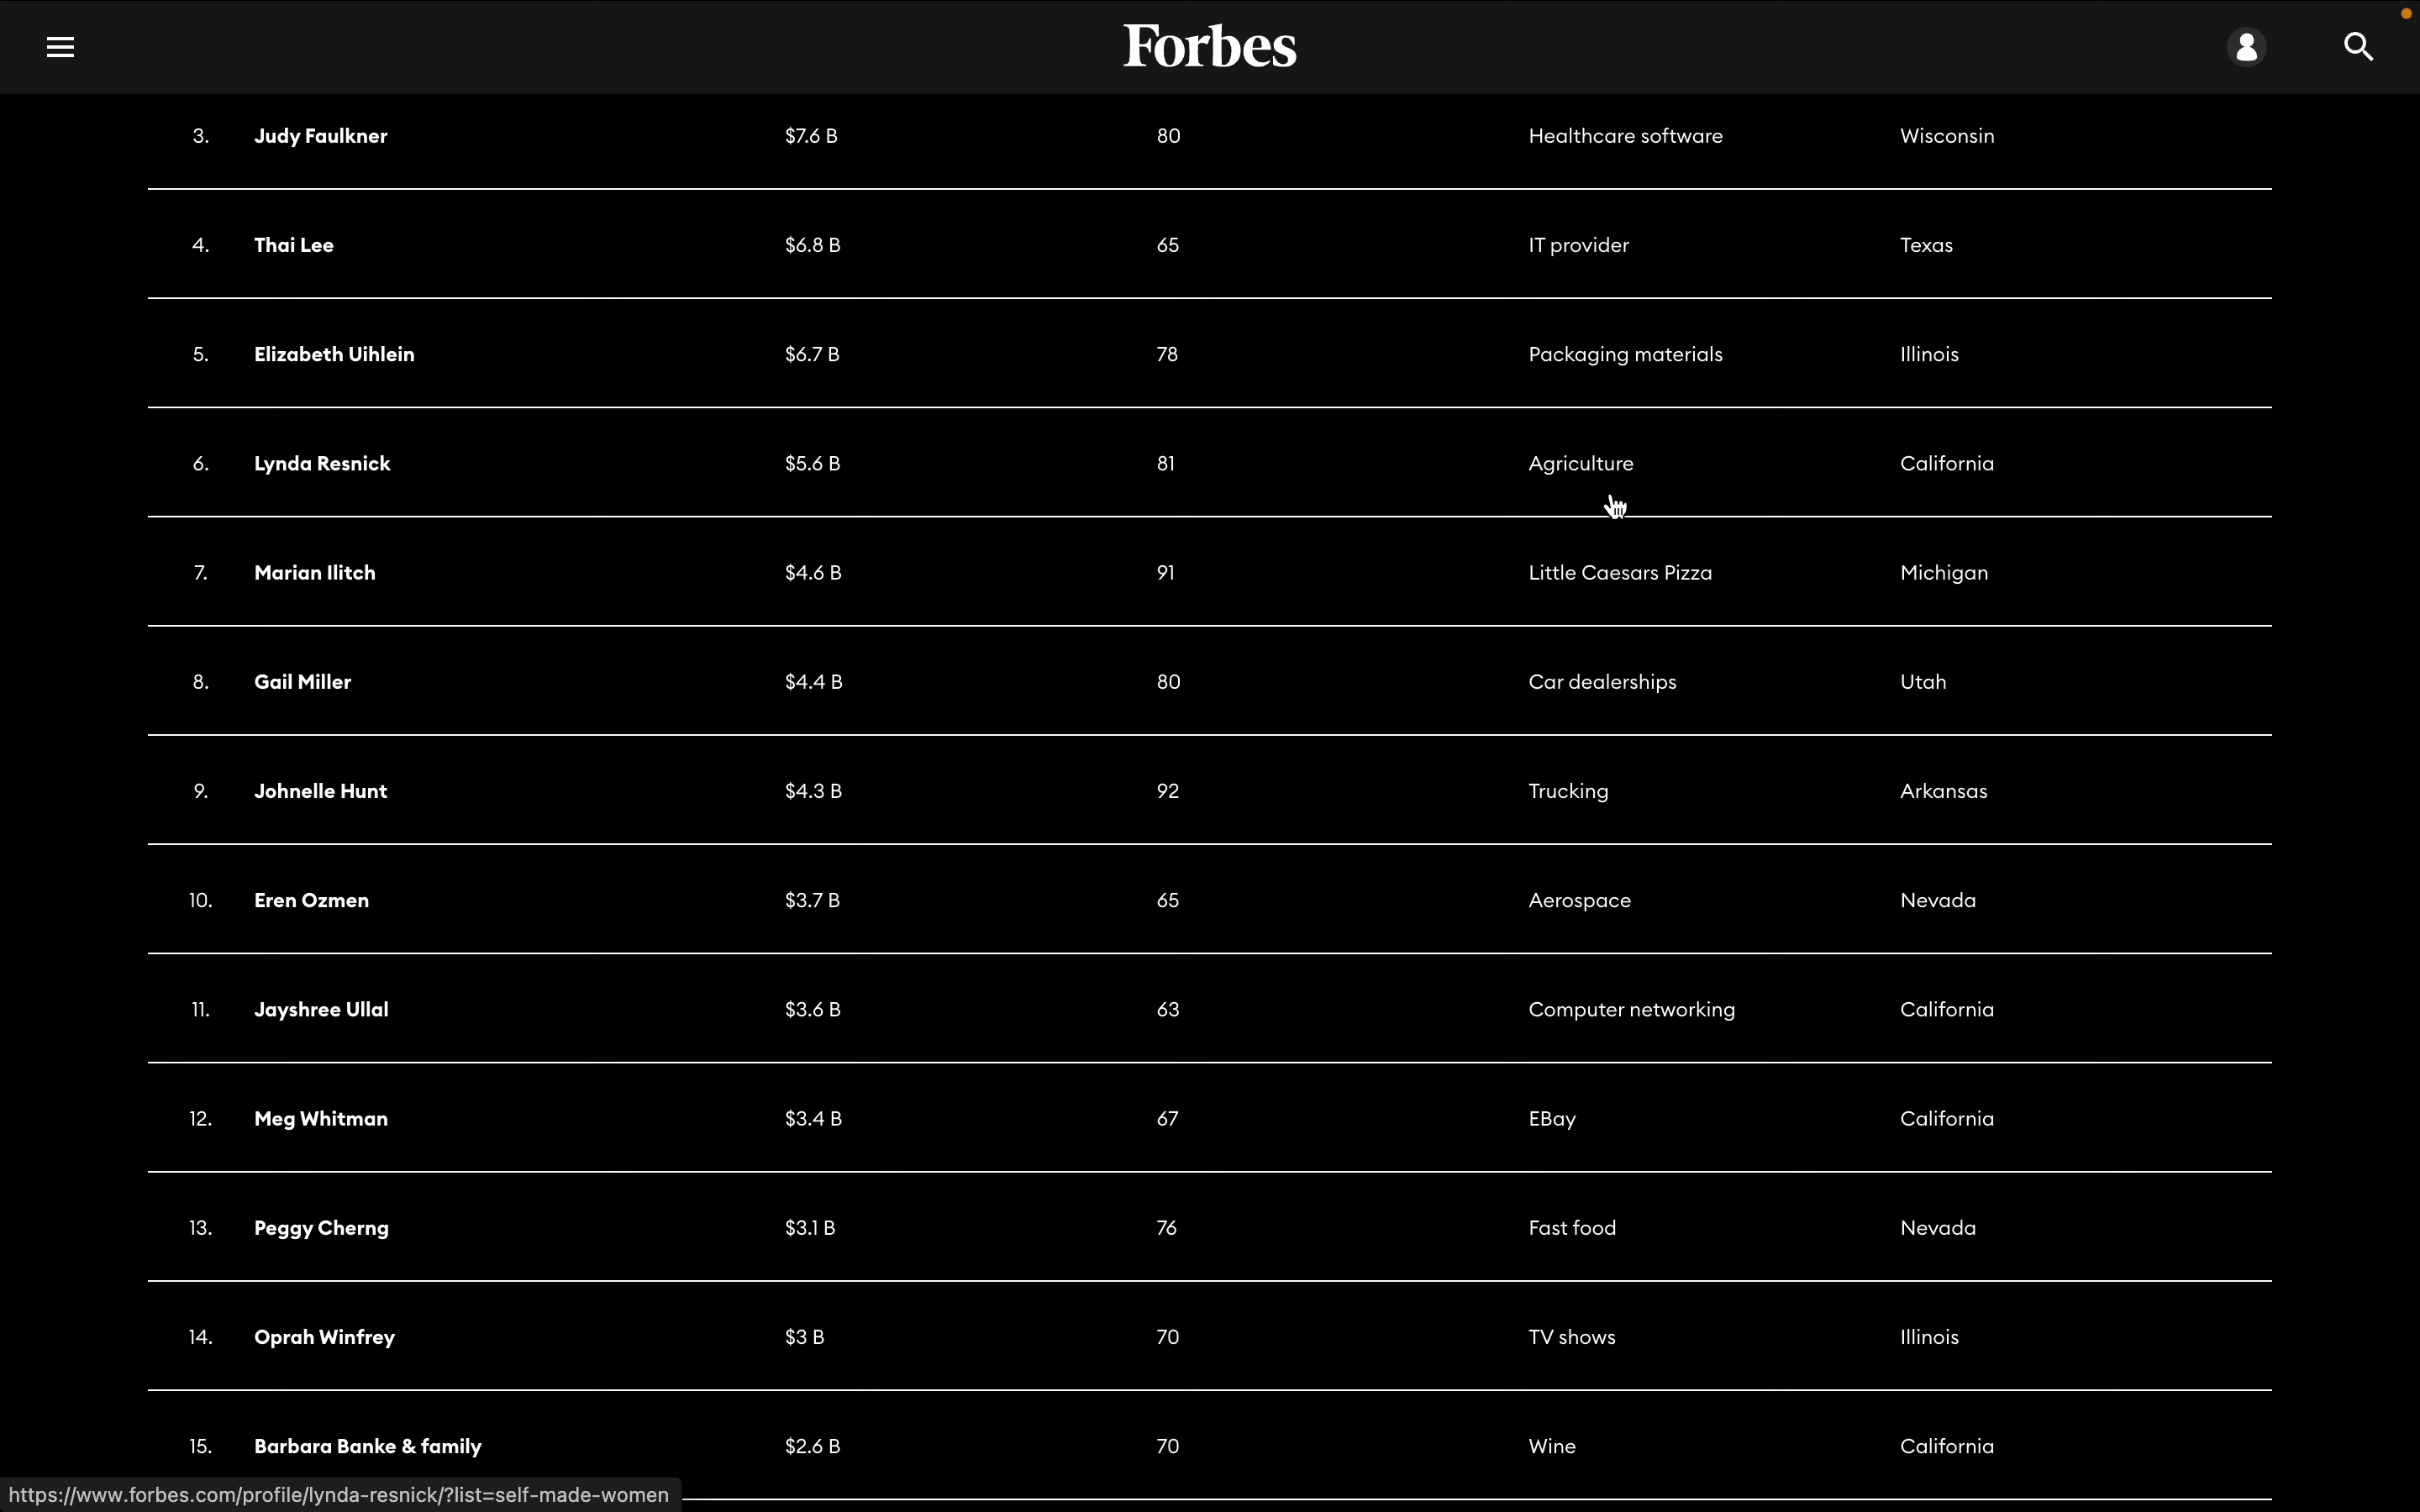 Forbes
3. Judy Faulkner $7.6 B 80 Healthcare software Wisconsin
4. Thai Lee $6.8 B 65 IT provider Texas
5. Elizabeth Uihlein $6.7 B 78 Packaging materials Illinois
6. Lynda Resnick $5.6 B 81 Agriculture California
7. Marian Ilitch $4.6 B 91 Little Caesars Pizza Michigan
8. Gail Miller $4.4 B 80 Car dealerships Utah
9. Johnelle Hunt $4.3 B 92 Trucking Arkansas
10. Eren Ozmen $3.7 B 65 Aerospace Nevada
11. Jayshree Ullal $3.6 B 63 Computer networking California
12. Meg Whitman $3.4 B 67 EBay California
13. Peggy Cherng $3.1 B 76 Fast food Nevada
14. Oprah Winfrey $3 B 70 TV shows Illinois
15. Barbara Banke & family $2.6 B 70 Wine California
https://www.forbes.com/profile/lynda-resnick/?list=self-made-women